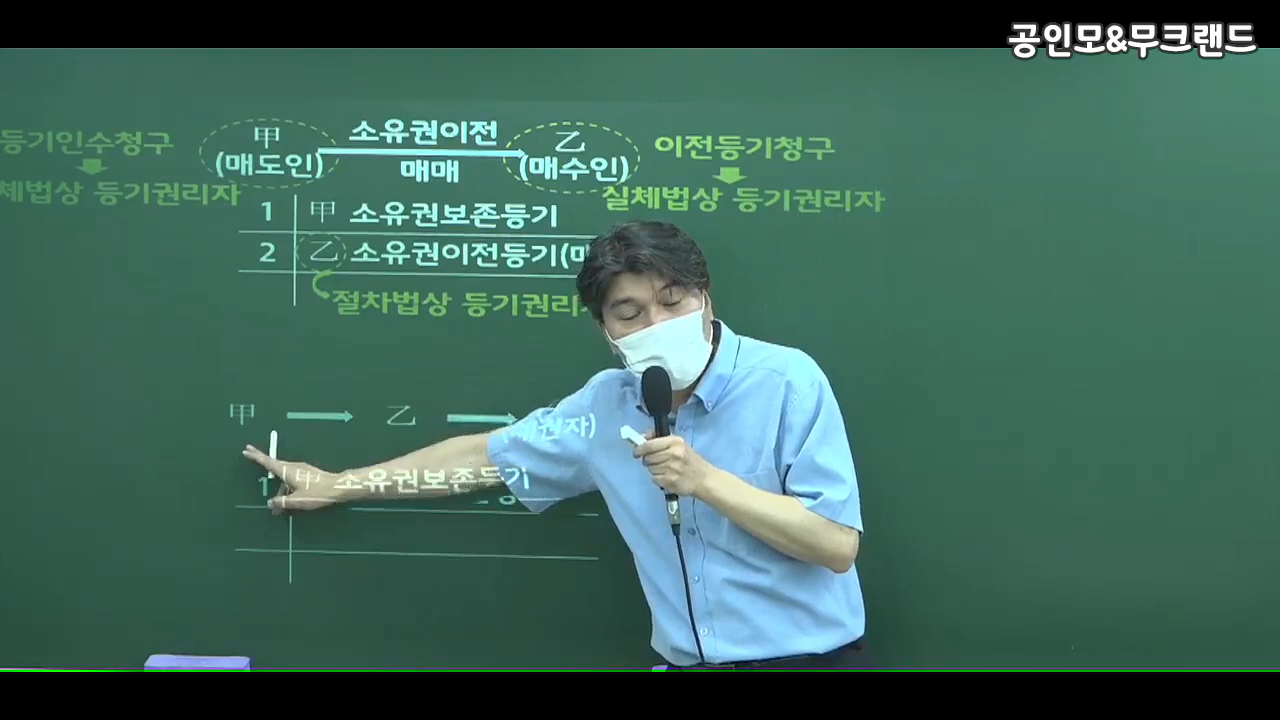 공인모&무크랜드
등기인수청구 甲 소유권이전 乙 이전등기청구
(매도인) 매매 (매수인)
체법상 등기권리자 실체법상 등기권리자
1 甲 소유권보존등기
2 乙 소유권이전등기(매
절차법상 등기권리
甲 → 乙 →
권자)
1 甲 소유권보존등기